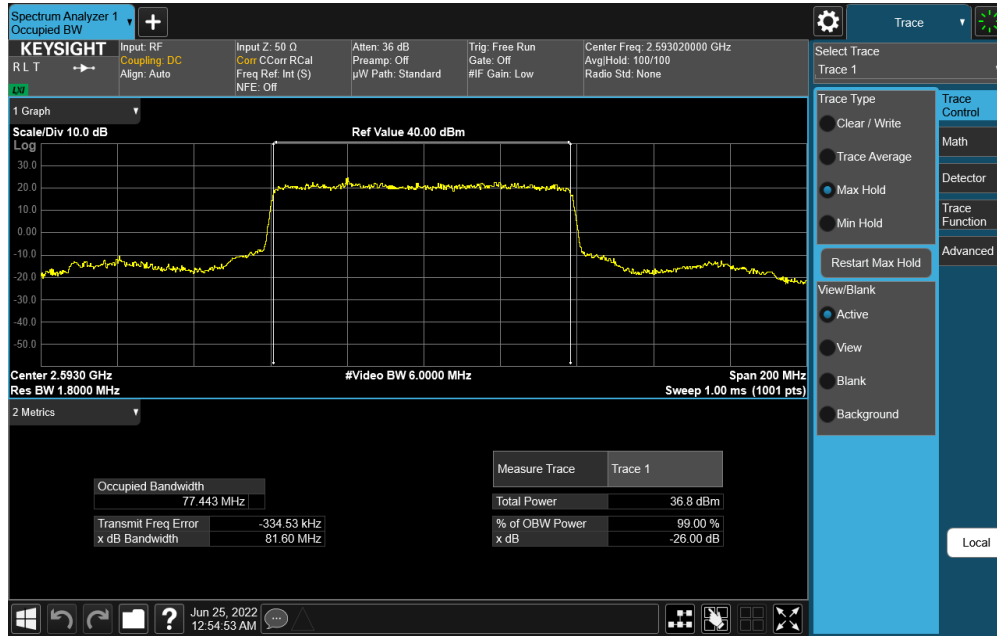 Spectrum Analyzer 1
Occupied BW
Trace
KEYSIGHT
R L T
LXI
Input: RF
Coupling: DC
Align: Auto
Input Z: 50 Ω
Corr CCorr RCal
Freq Ref: Int (S)
NFE: Off
Atten: 36 dB
Preamp: Off
µW Path: Standard
Trig: Free Run
Gate: Off
#IF Gain: Low
Center Freq: 2.593020000 GHz
Avg|Hold: 100/100
Radio Std: None
Select Trace
Trace 1
1 Graph
Scale/Div 10.0 dB
Ref Value 40.00 dBm
Log
30.0
20.0
10.0
0.00
-10.0
-20.0
-30.0
-40.0
-50.0
Center 2.5930 GHz
#Video BW 6.0000 MHz
Span 200 MHz
Res BW 1.8000 MHz
Sweep 1.00 ms (1001 pts)
2 Metrics
Occupied Bandwidth
77.443 MHz
Transmit Freq Error -334.53 kHz
x dB Bandwidth 81.60 MHz
Measure Trace Trace 1
Total Power 36.8 dBm
% of OBW Power 99.00 %
x dB -26.00 dB
Trace Type
Clear / Write
Trace Average
Max Hold
Min Hold
Restart Max Hold
View/Blank
Active
View
Blank
Background
Trace
Control
Math
Detector
Trace
Function
Advanced
Local
Jun 25, 2022
12:54:53 AM